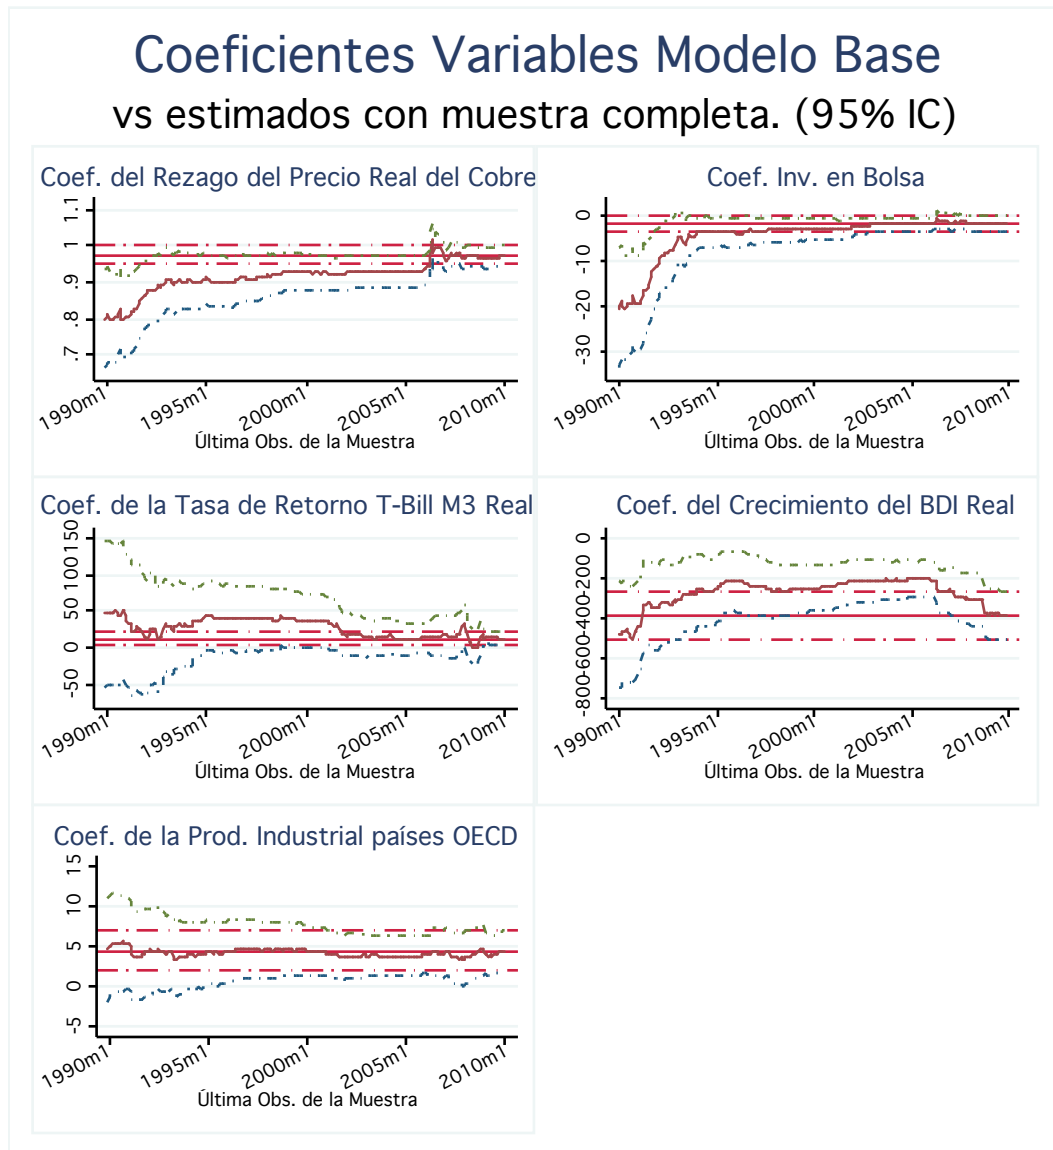 Coeficientes Variables Modelo Base
vs estimados con muestra completa. (95% IC)
Coef. del Rezago del Precio Real del Cobre
1.1
1
.9
.8
.7
1990m1
1995m1
2000m1
2005m1
2010m1
Última Obs. de la Muestra
Coef. Inv. en Bolsa
0
-10
-20
-30
1990m1
1995m1
2000m1
2005m1
2010m1
Última Obs. de la Muestra
Coef. de la Tasa de Retorno T-Bill M3 Real
150
100
50
0
-50
1990m1
1995m1
2000m1
2005m1
2010m1
Última Obs. de la Muestra
Coef. del Crecimiento del BDI Real
0
-200
-400
-600
-800
1990m1
1995m1
2000m1
2005m1
2010m1
Última Obs. de la Muestra
Coef. de la Prod. Industrial países OECD
15
10
5
0
-5
1990m1
1995m1
2000m1
2005m1
2010m1
Última Obs. de la Muestra